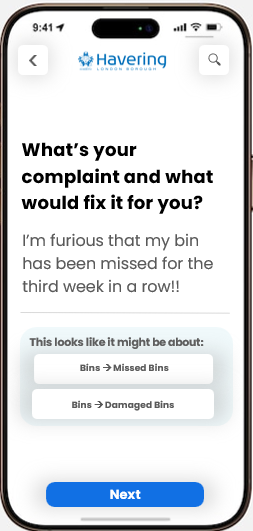 9:41
Havering
LONDON BOROUGH
What's your
complaint and what
would fix it for you?
I'm furious that my bin
has been missed for the
third week in a row!!
This looks like it might be about:
Bins → Missed Bins
Bins → Damaged Bins
Next